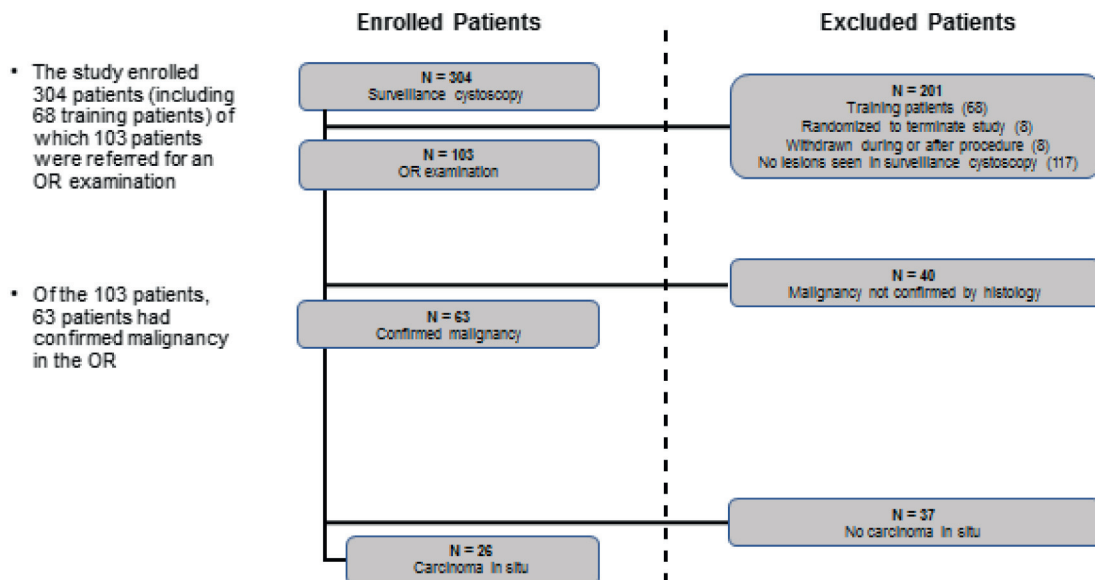 Enrolled Patients
Excluded Patients
• The study enrolled
304 patients (including
68 training patients) of
which 103 patients
were referred for an
OR examination
N = 304
Surveillance cystoscopy
N = 201
Training patients (68)
Randomized to terminate study (8)
Withdrawn during or after procedure (8)
No lesions seen in surveillance cystoscopy (117)
N = 103
OR examination
• Of the 103 patients,
63 patients had
confirmed malignancy
in the OR
N = 40
Malignancy not confirmed by histology
N = 63
Confirmed malignancy
N = 37
No carcinoma in situ
N = 26
Carcinoma in situ